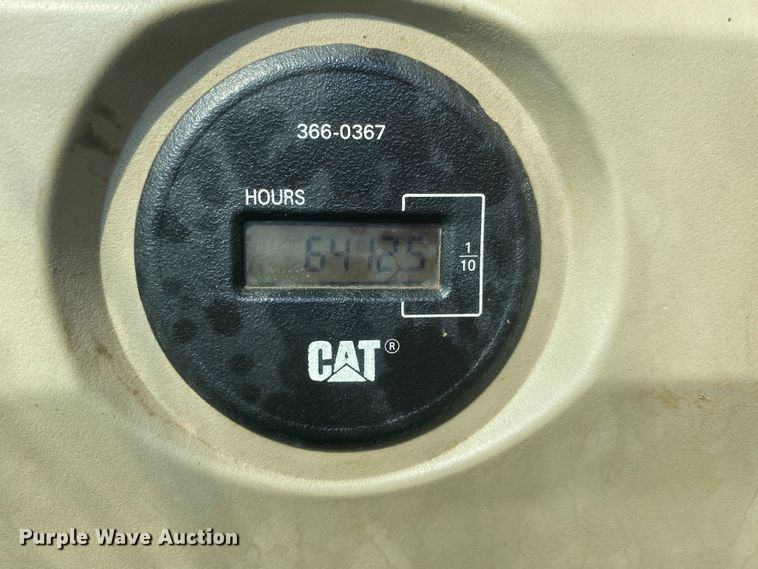 366-0367
HOURS
64125
1/10
CAT®
Purple Wave Auction